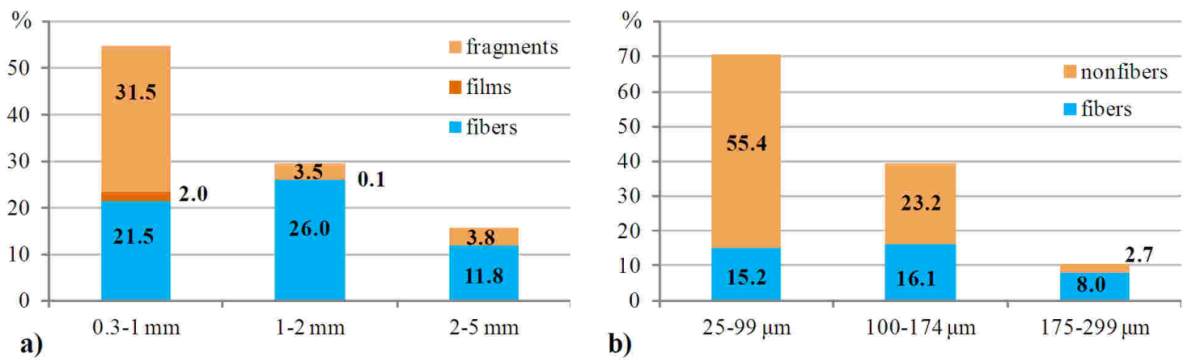 %
50
40
30
20
10
0
31.5
2.0
21.5
3.5
0.1
26.0
3.8
11.8
fragments
films
fibers
0.3-1 mm
1-2 mm
2-5 mm
a)
%
70
60
50
40
30
20
10
0
55.4
15.2
23.2
16.1
2.7
8.0
nonfibers
fibers
25-99 µm
100-174 µm
175-299µm
b)